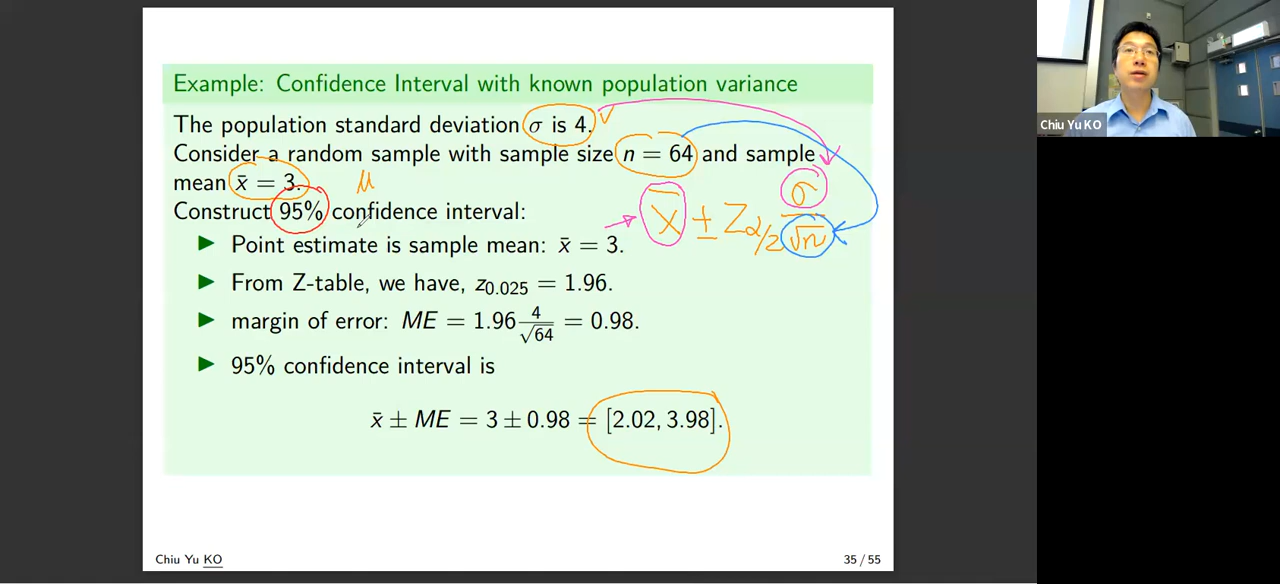 Example: Confidence Interval with known population variance
The population standard deviation σ is 4.
Consider a random sample with sample size n = 64 and sample
mean x̄ = 3.
μ
Construct 95% confidence interval:
X̄ ± Zα/2 σ/√n
▶ Point estimate is sample mean: x̄ = 3.
▶ From Z-table, we have, z0.025 = 1.96.
▶ margin of error: ME = 1.96 4/√64 = 0.98.
▶ 95% confidence interval is
x̄ ± ME = 3 ± 0.98 = [2.02, 3.98].
Chiu Yu KO
35 / 55
Chiu Yu KO